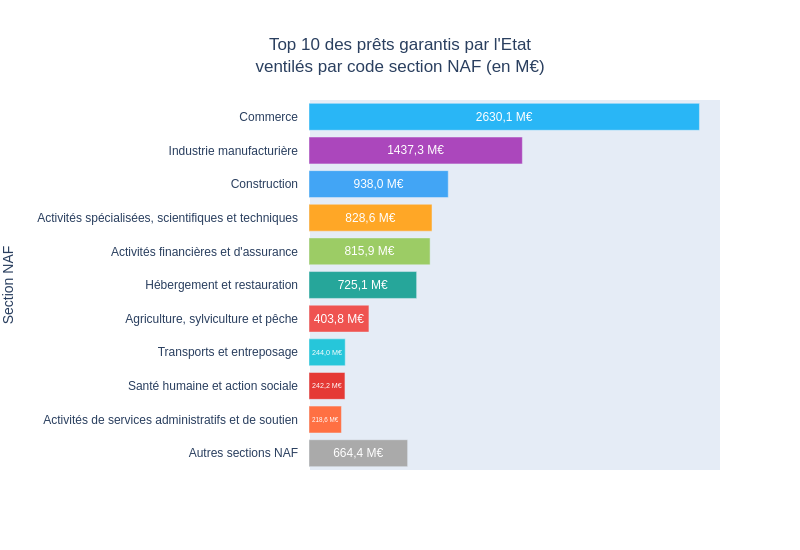 Top 10 des prêts garantis par l'Etat
ventilés par code section NAF (en M€)
Section NAF
Commerce 2630,1 M€
Industrie manufacturière 1437,3 M€
Construction 938,0 M€
Activités spécialisées, scientifiques et techniques 828,6 M€
Activités financières et d'assurance 815,9 M€
Hébergement et restauration 725,1 M€
Agriculture, sylviculture et pêche 403,8 M€
Transports et entreposage 244,0 M€
Santé humaine et action sociale 242,2 M€
Activités de services administratifs et de soutien 218,6 M€
Autres sections NAF 664,4 M€